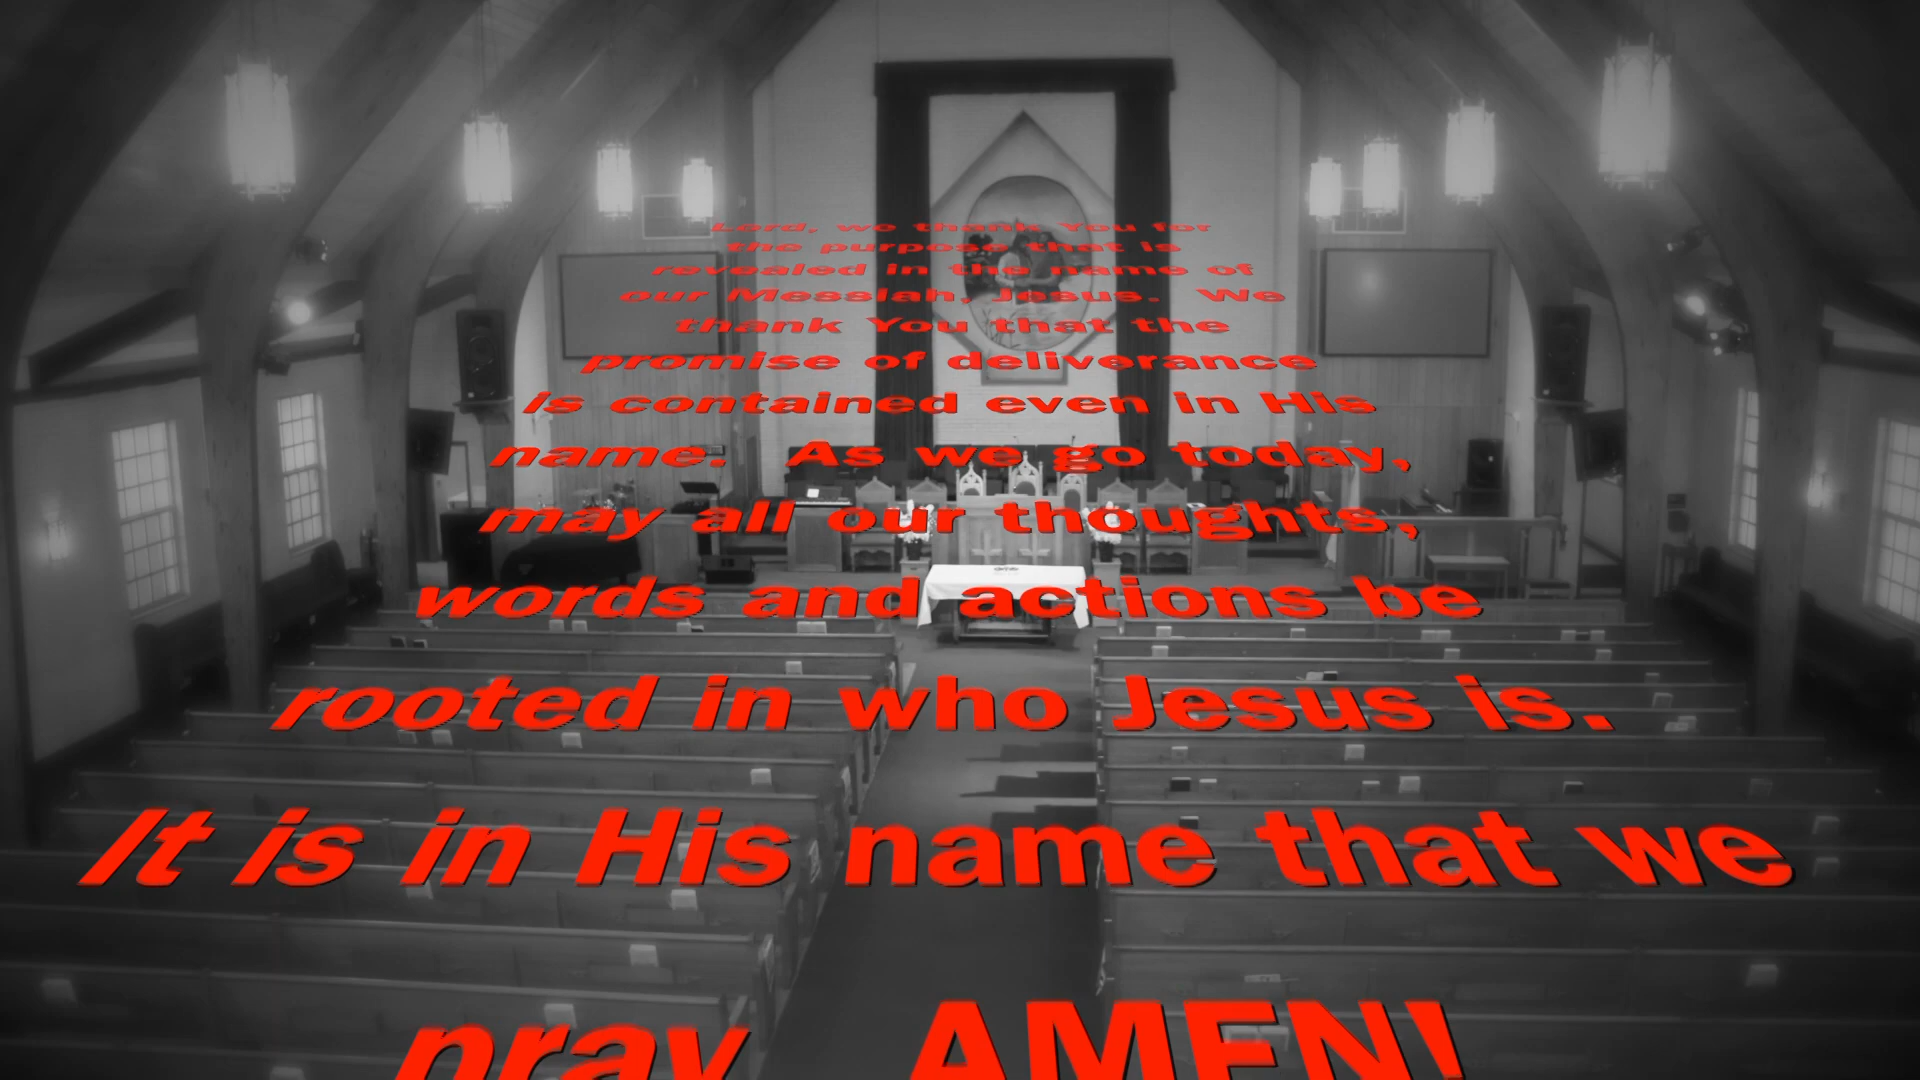 Lord, we thank You for
the purpose that is
revealed in the name of
our Messiah, Jesus.  We
thank You that the
promise of deliverance
is contained even in His
name.  As we go today,
may all our thoughts,
words and actions be
rooted in who Jesus is.
It is in His name that we
pray   AMEN!